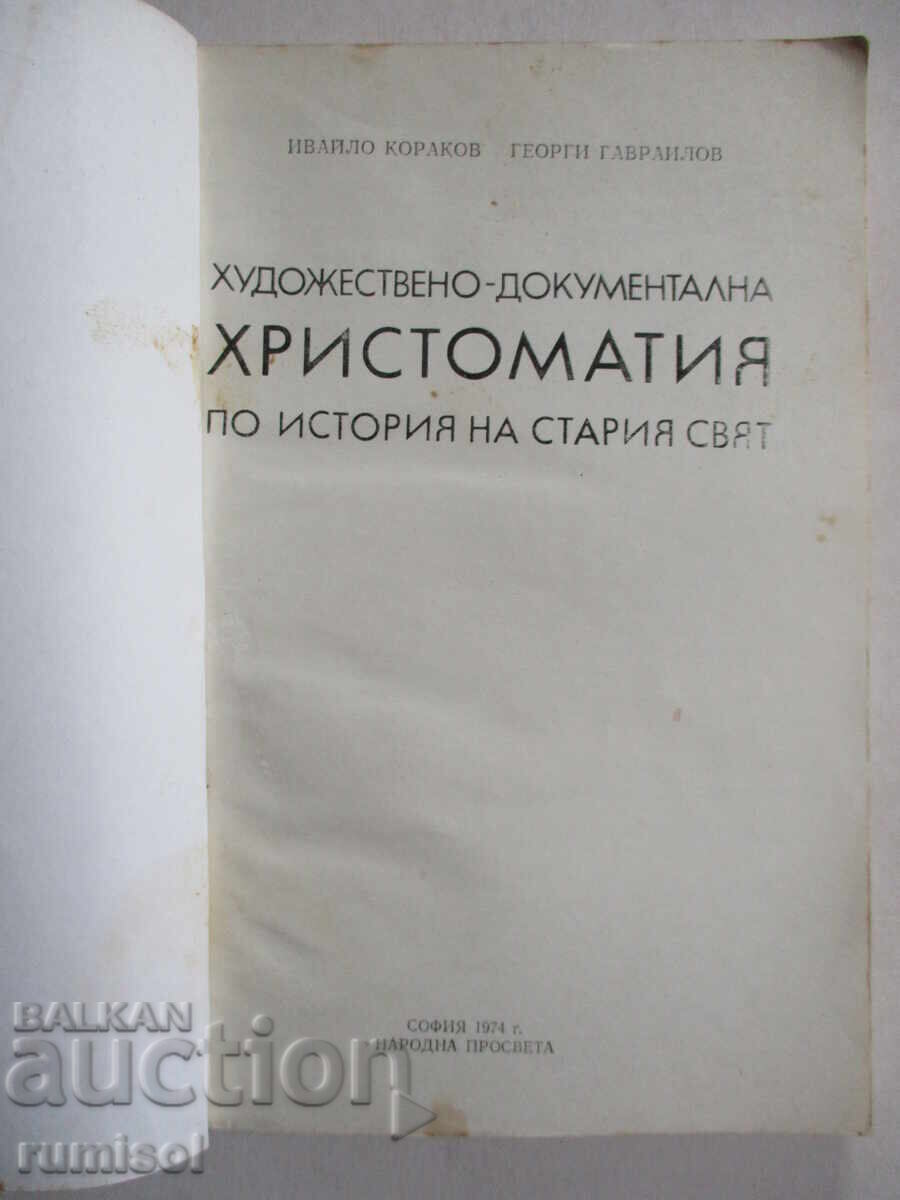 ИВАЙЛО КОРАКОВ ГЕОРГИ ГАВРАИЛОВ
ХУДОЖЕСТВЕНО-ДОКУМЕНТАЛНА
ХРИСТОМАТИЯ
ПО ИСТОРИЯ НА СТАРИЯ СВЯТ
СОФИЯ 1974 г.
НАРОДНА ПРОСВЕТА
BALKAN
auction
rumisol